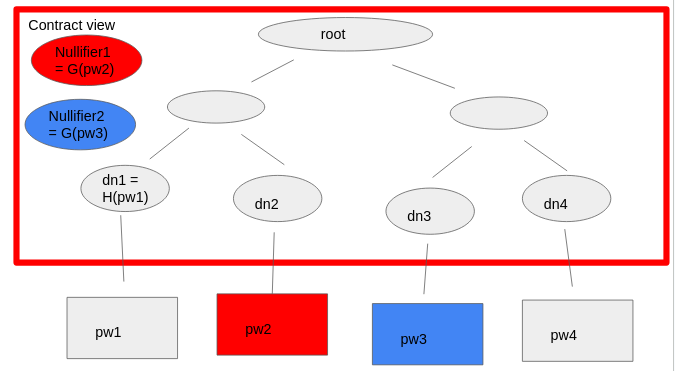 Contract view
root
Nullifier1
= G(pw2)
Nullifier2
= G(pw3)
dn1 =
H(pw1)
dn2
dn3
dn4
pw1
pw2
pw3
pw4